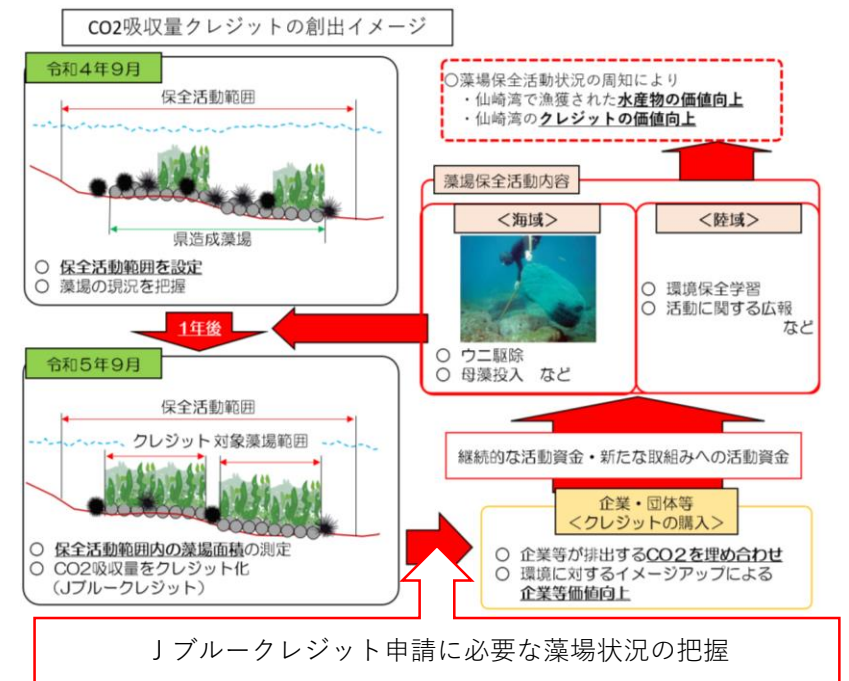 CO2吸収量クレジットの創出イメージ
令和4年9月
保全活動範囲
県造成藻場
○ 保全活動範囲を設定
○ 藻場の現況を把握
1年後
令和5年9月
保全活動範囲
クレジット対象藻場範囲
○ 保全活動範囲内の藻場面積の測定
○ CO2吸収量をクレジット化
(Jブルークレジット)
○藻場保全活動状況の周知により
・仙崎湾で漁獲された水産物の価値向上
・仙崎湾のクレジットの価値向上
藻場保全活動内容
<海域>
○ ウニ駆除
○ 母藻投入 など
<陸域>
○ 環境保全学習
○ 活動に関する広報
など
継続的な活動資金・新たな取組みへの活動資金
企業・団体等
<クレジットの購入>
○ 企業等が排出するCO2を埋め合わせ
○ 環境に対するイメージアップによる
企業等価値向上
Jブルークレジット申請に必要な藻場状況の把握